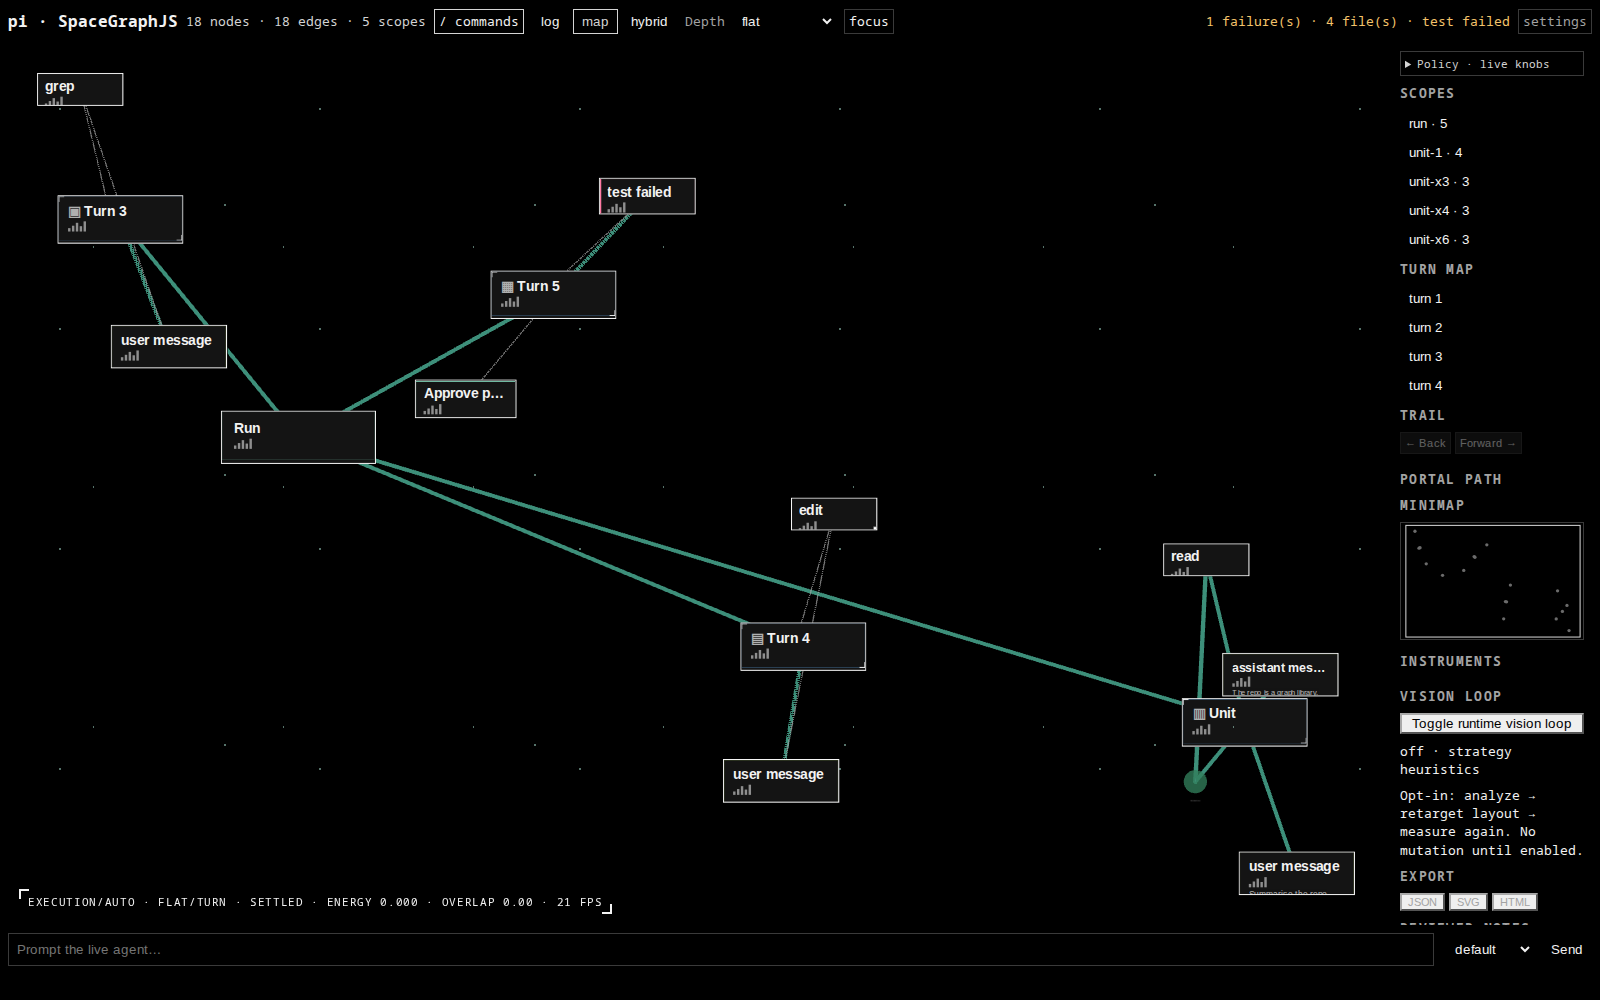 pi · SpaceGraphJS 18 nodes · 18 edges · 5 scopes / commands log map hybrid Depth flat focus 1 failure(s) · 4 file(s) · test failed settings
grep
Turn 3
user message
Run
test failed
Turn 5
Approve p…
edit
Turn 4
user message
read
assistant mes…
The repo is a graph library.
Unit
user message
EXECUTION/AUTO · FLAT/TURN · SETTLED · ENERGY 0.000 · OVERLAP 0.00 · 21 FPS
Policy · live knobs
SCOPES
run · 5
unit-1 · 4
unit-x3 · 3
unit-x4 · 3
unit-x6 · 3
TURN MAP
turn 1
turn 2
turn 3
turn 4
TRAIL
← Back Forward →
PORTAL PATH
MINIMAP
INSTRUMENTS
VISION LOOP
Toggle runtime vision loop
off · strategy
heuristics
Opt-in: analyze →
retarget layout →
measure again. No
mutation until enabled.
EXPORT
JSON SVG HTML
Prompt the live agent… default Send